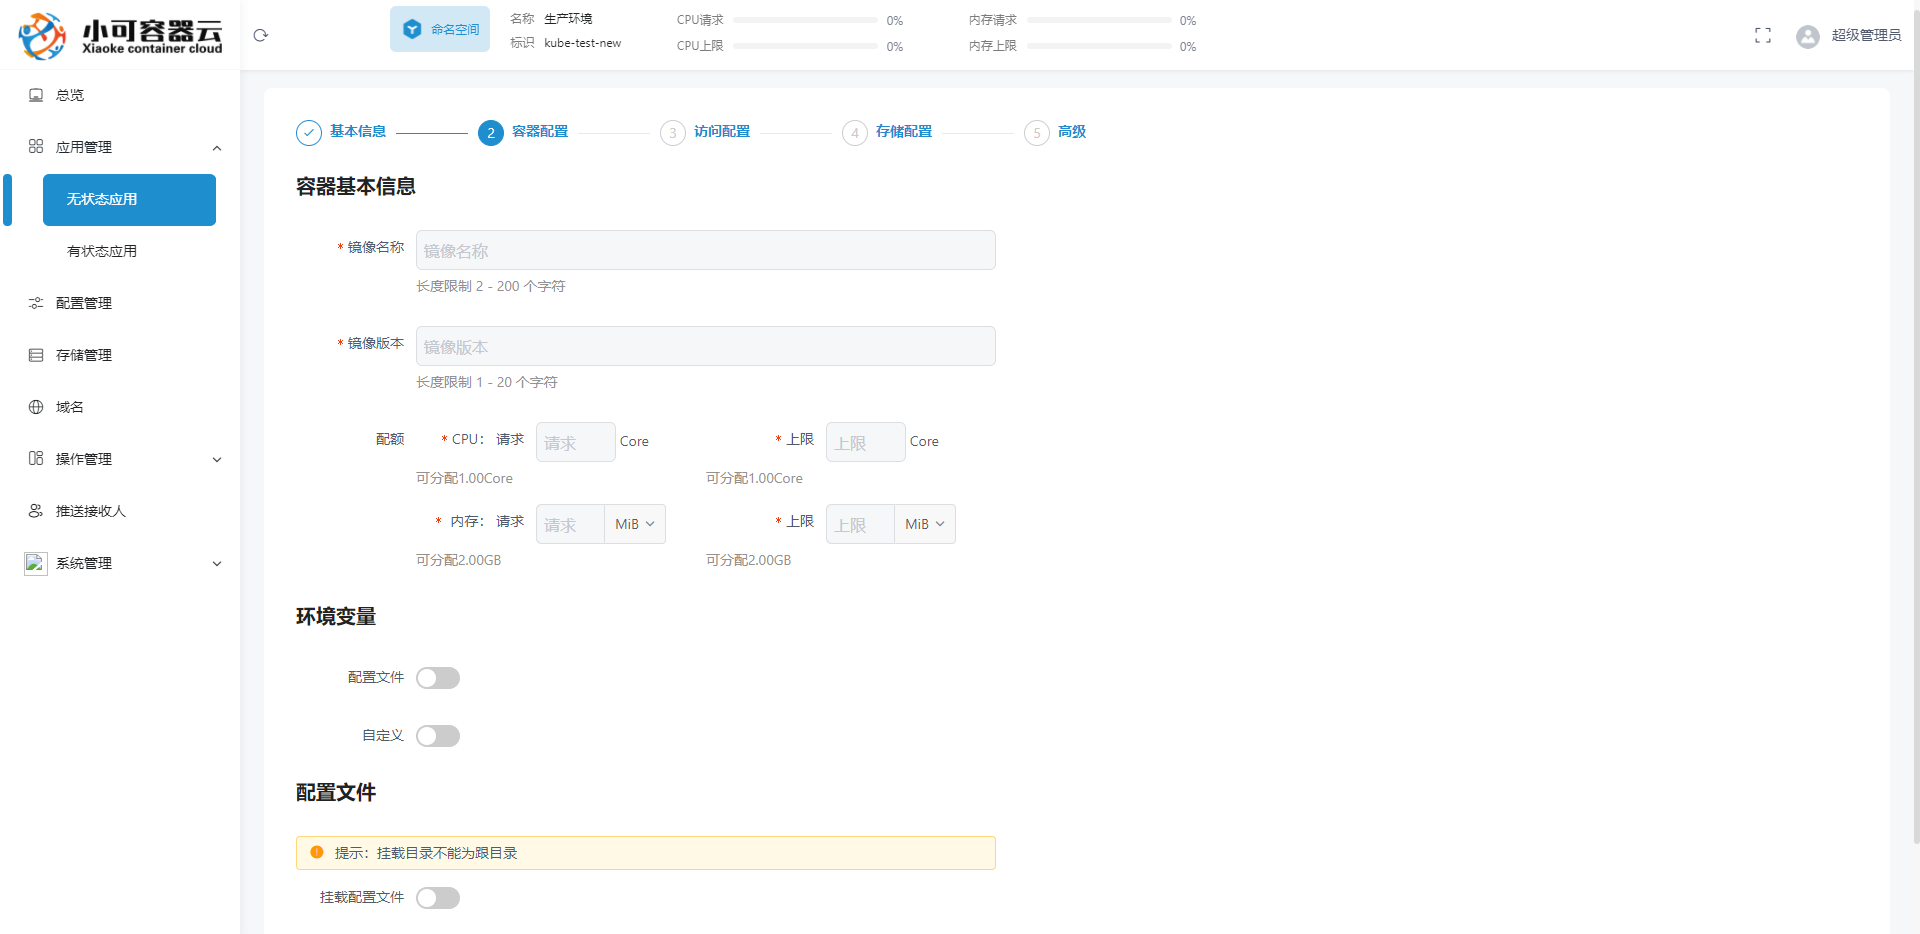 小可容器云
Xiaoke container cloud
命名空间
名称 生产环境
标识 kube-test-new
CPU请求 0%
CPU上限 0%
内存请求 0%
内存上限 0%
超级管理员
总览
应用管理
无状态应用
有状态应用
配置管理
存储管理
域名
操作管理
推送接收人
系统管理
基本信息 2 容器配置 3 访问配置 4 存储配置 5 高级
容器基本信息
* 镜像名称 镜像名称
长度限制 2 - 200 个字符
* 镜像版本 镜像版本
长度限制 1 - 20 个字符
配额 * CPU： 请求 请求 Core * 上限 上限 Core
可分配1.00Core 可分配1.00Core
* 内存： 请求 请求 MiB * 上限 上限 MiB
可分配2.00GB 可分配2.00GB
环境变量
配置文件
自定义
配置文件
提示：挂载目录不能为跟目录
挂载配置文件